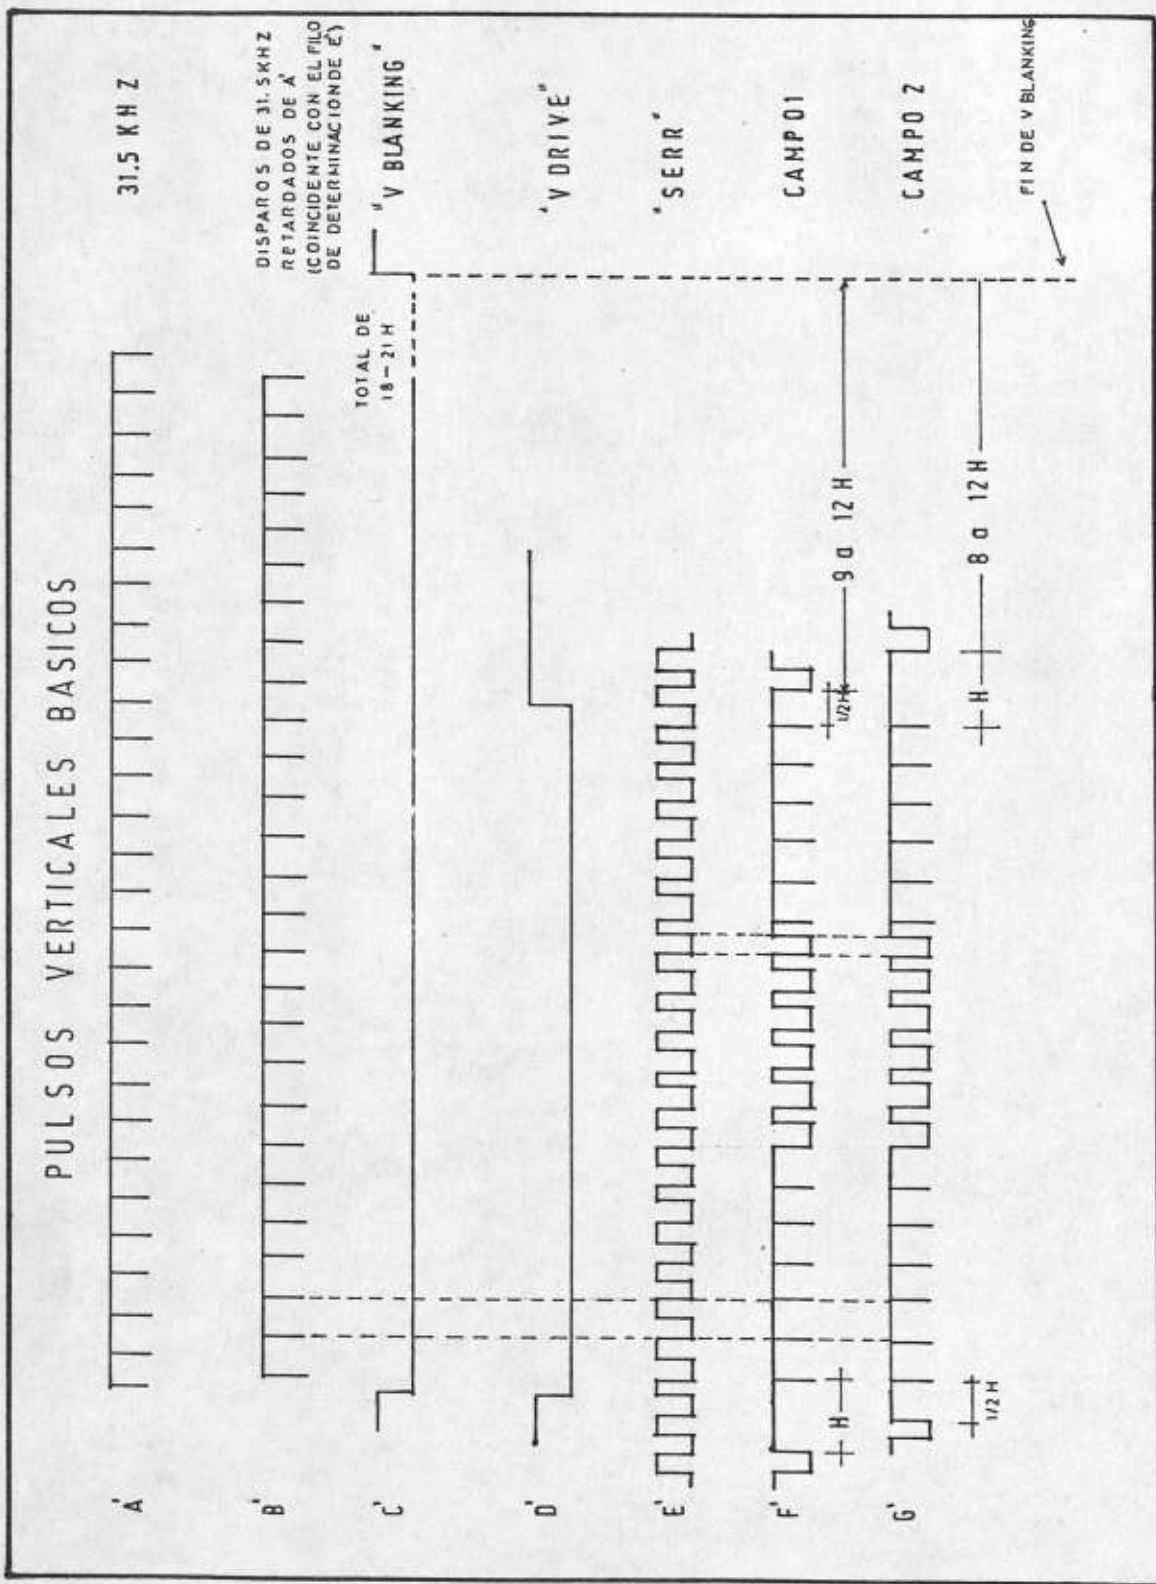 PULSOS VERTICALES BASICOS
A'
31.5 KHZ
B'
DISPAROS DE 31.5KHZ
RETARDADOS DE A'
(COINCIDENTE CON EL FILO
DE DETERMINACION DE E')
C'
TOTAL DE
18-21 H
"V BLANKING"
D'
'V DRIVE"
E'
"SERR"
F'
H
1/2 H
9 a 12 H
CAMPO 1
G'
1/2 H
H
8 a 12 H
CAMPO 2
FIN DE V BLANKING